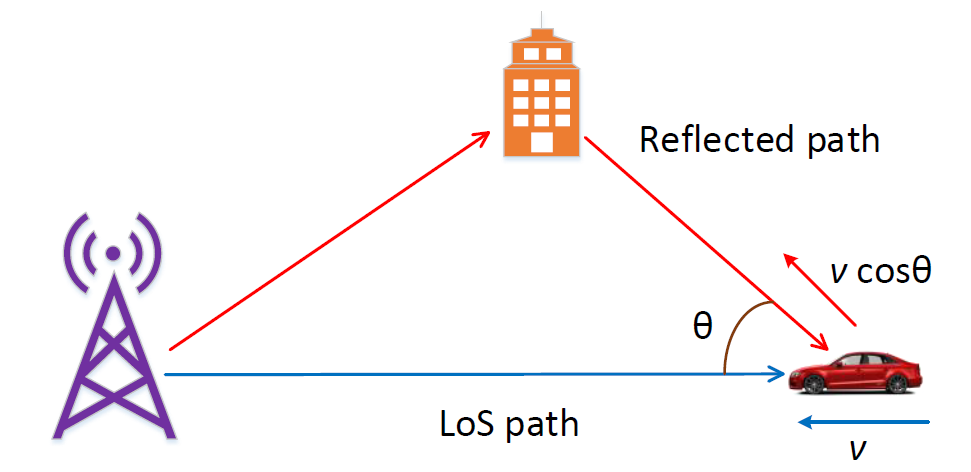 Reflected path
v cosθ
θ
LoS path
v